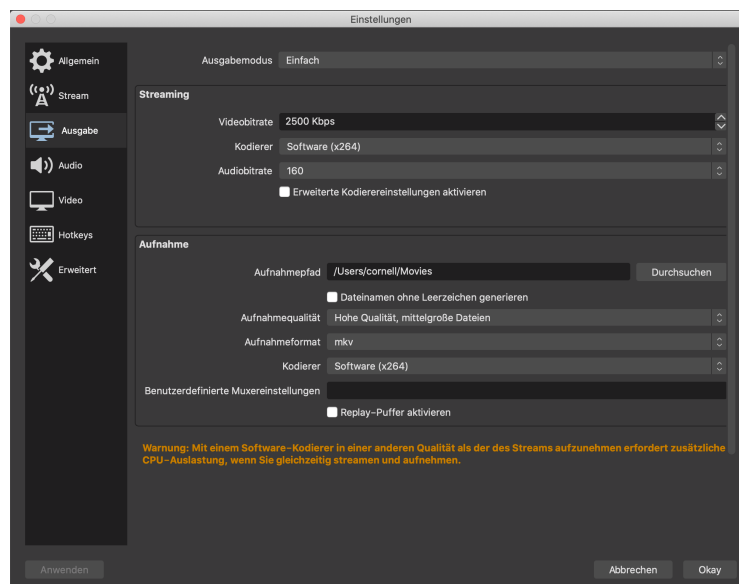 Einstellungen
Allgemein
Stream
Ausgabe
Audio
Video
Hotkeys
Erweitert
Ausgabemodus Einfach
Streaming
Videobitrate 2500 Kbps
Kodierer Software (x264)
Audiobitrate 160
Erweiterte Kodierereinstellungen aktivieren
Aufnahme
Aufnahmepfad /Users/cornell/Movies Durchsuchen
Dateinamen ohne Leerzeichen generieren
Aufnahmequalität Hohe Qualität, mittelgroße Dateien
Aufnahmeformat mkv
Kodierer Software (x264)
Benutzerdefinierte Muxereinstellungen
Replay-Puffer aktivieren
Warnung: Mit einem Software-Kodierer in einer anderen Qualität als der des Streams aufzunehmen erfordert zusätzliche
CPU-Auslastung, wenn Sie gleichzeitig streamen und aufnehmen.
Anwenden Abbrechen Okay